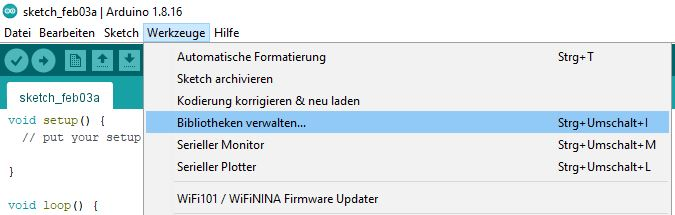 sketch_feb03a | Arduino 1.8.16
Datei Bearbeiten Sketch Werkzeuge Hilfe
Automatische Formatierung Strg+T
Sketch archivieren
sketch_feb03a
Kodierung korrigieren & neu laden
void setup() {
Bibliotheken verwalten... Strg+Umschalt+I
// put your setup
Serieller Monitor Strg+Umschalt+M
}
Serieller Plotter Strg+Umschalt+L
WiFi101 / WiFiNINA Firmware Updater
void loop() {